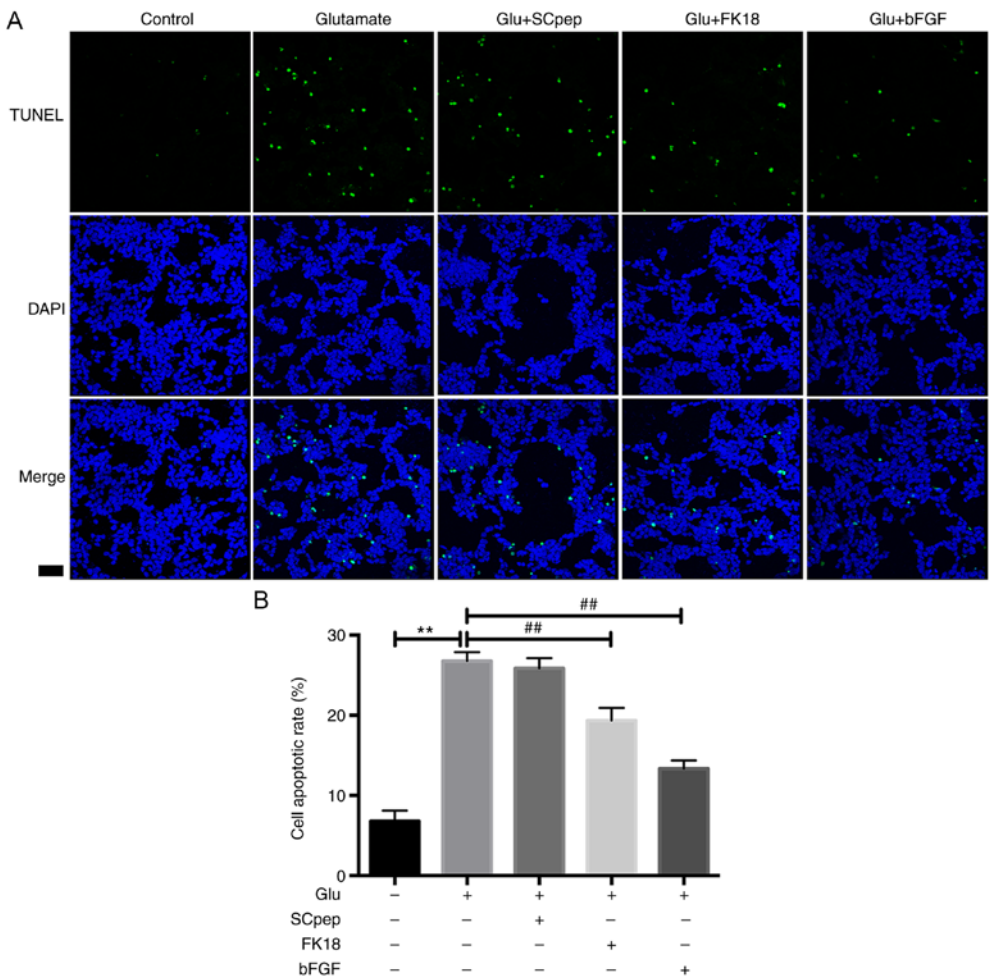 A
Control Glutamate Glu+SCpep Glu+FK18 Glu+bFGF
TUNEL
DAPI
Merge
B
##
** ##
Cell apoptotic rate (%)
30
20
10
0
Glu – + + + +
SCpep – – + – –
FK18 – – – + –
bFGF – – – – +